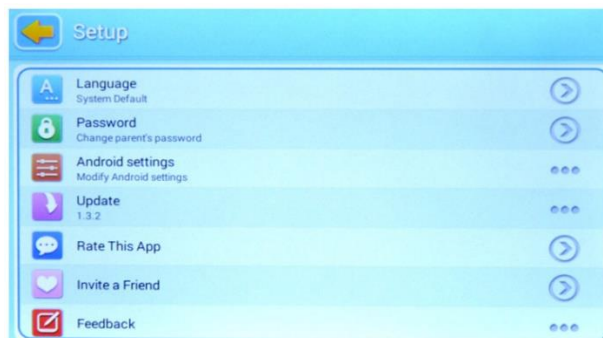 Setup
Language
System Default
Password
Change parent's password
Android settings
Modify Android settings
Update
1.3.2
Rate This App
Invite a Friend
Feedback